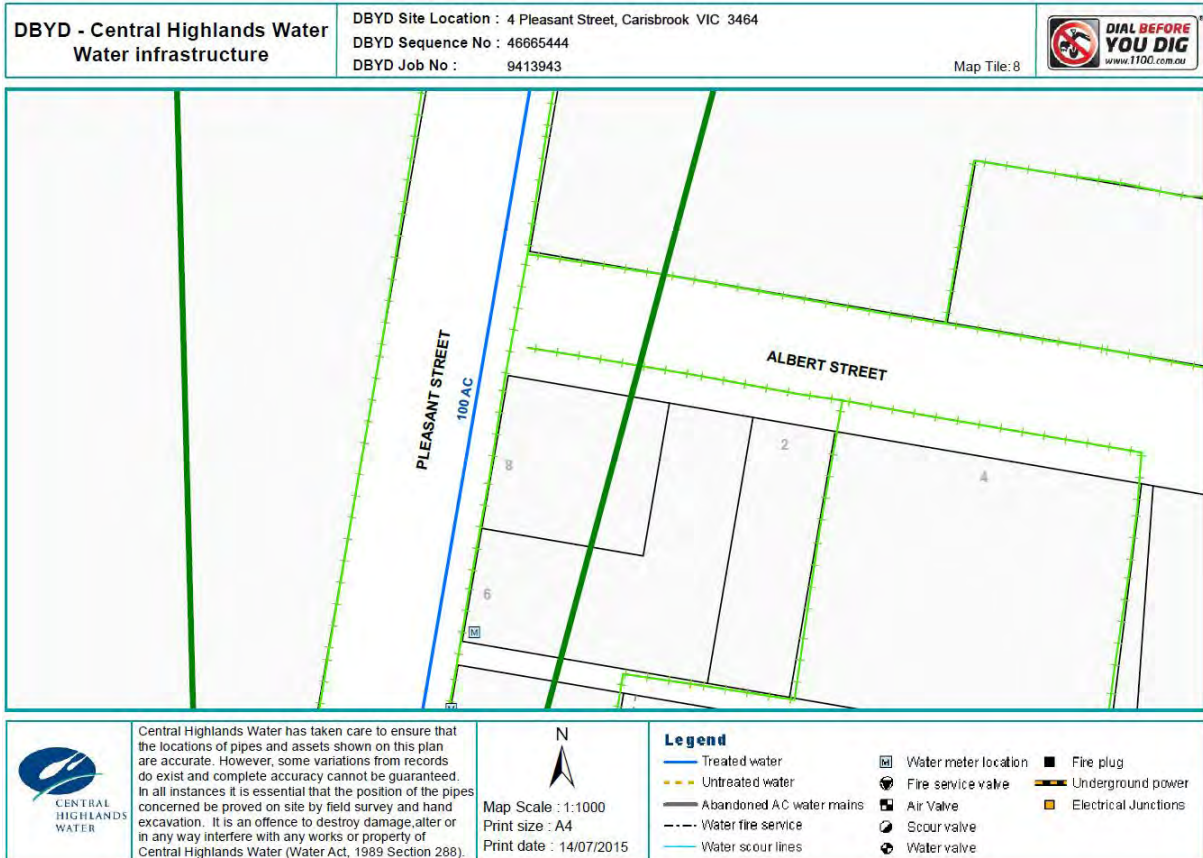 DBYD - Central Highlands Water
Water infrastructure
DBYD Site Location : 4 Pleasant Street, Carisbrook VIC 3464
DBYD Sequence No : 46665444
DBYD Job No : 9413943
Map Tile: 8
DIAL BEFORE
YOU DIG
www.1100.com.au
PLEASANT STREET
100 AC
ALBERT STREET
8
2
4
6
M
M
CENTRAL
HIGHLANDS
WATER
Central Highlands Water has taken care to ensure that
the locations of pipes and assets shown on this plan
are accurate. However, some variations from records
do exist and complete accuracy cannot be guaranteed.
In all instances it is essential that the position of the pipes
concerned be proved on site by field survey and hand
excavation. It is an offence to destroy damage,alter or
in any way interfere with any works or property of
Central Highlands Water (Water Act, 1989 Section 288).
N
Map Scale : 1:1000
Print size : A4
Print date : 14/07/2015
Legend
Treated water
Untreated water
Abandoned AC water mains
Water fire service
Water scour lines
M Water meter location
Fire service valve
Air Valve
Scour valve
Water valve
Fire plug
Underground power
Electrical Junctions